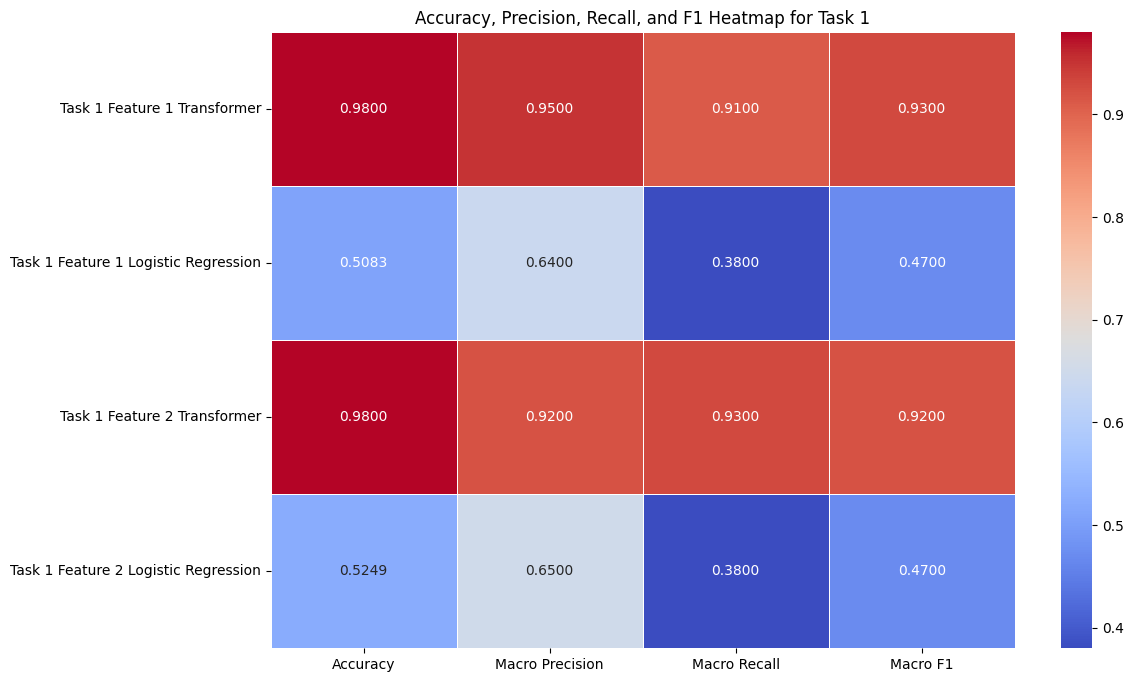 Accuracy, Precision, Recall, and F1 Heatmap for Task 1
Task 1 Feature 1 Transformer
0.9800 0.9500 0.9100 0.9300
Task 1 Feature 1 Logistic Regression
0.5083 0.6400 0.3800 0.4700
Task 1 Feature 2 Transformer
0.9800 0.9200 0.9300 0.9200
Task 1 Feature 2 Logistic Regression
0.5249 0.6500 0.3800 0.4700
Accuracy Macro Precision Macro Recall Macro F1
0.9
0.8
0.7
0.6
0.5
0.4